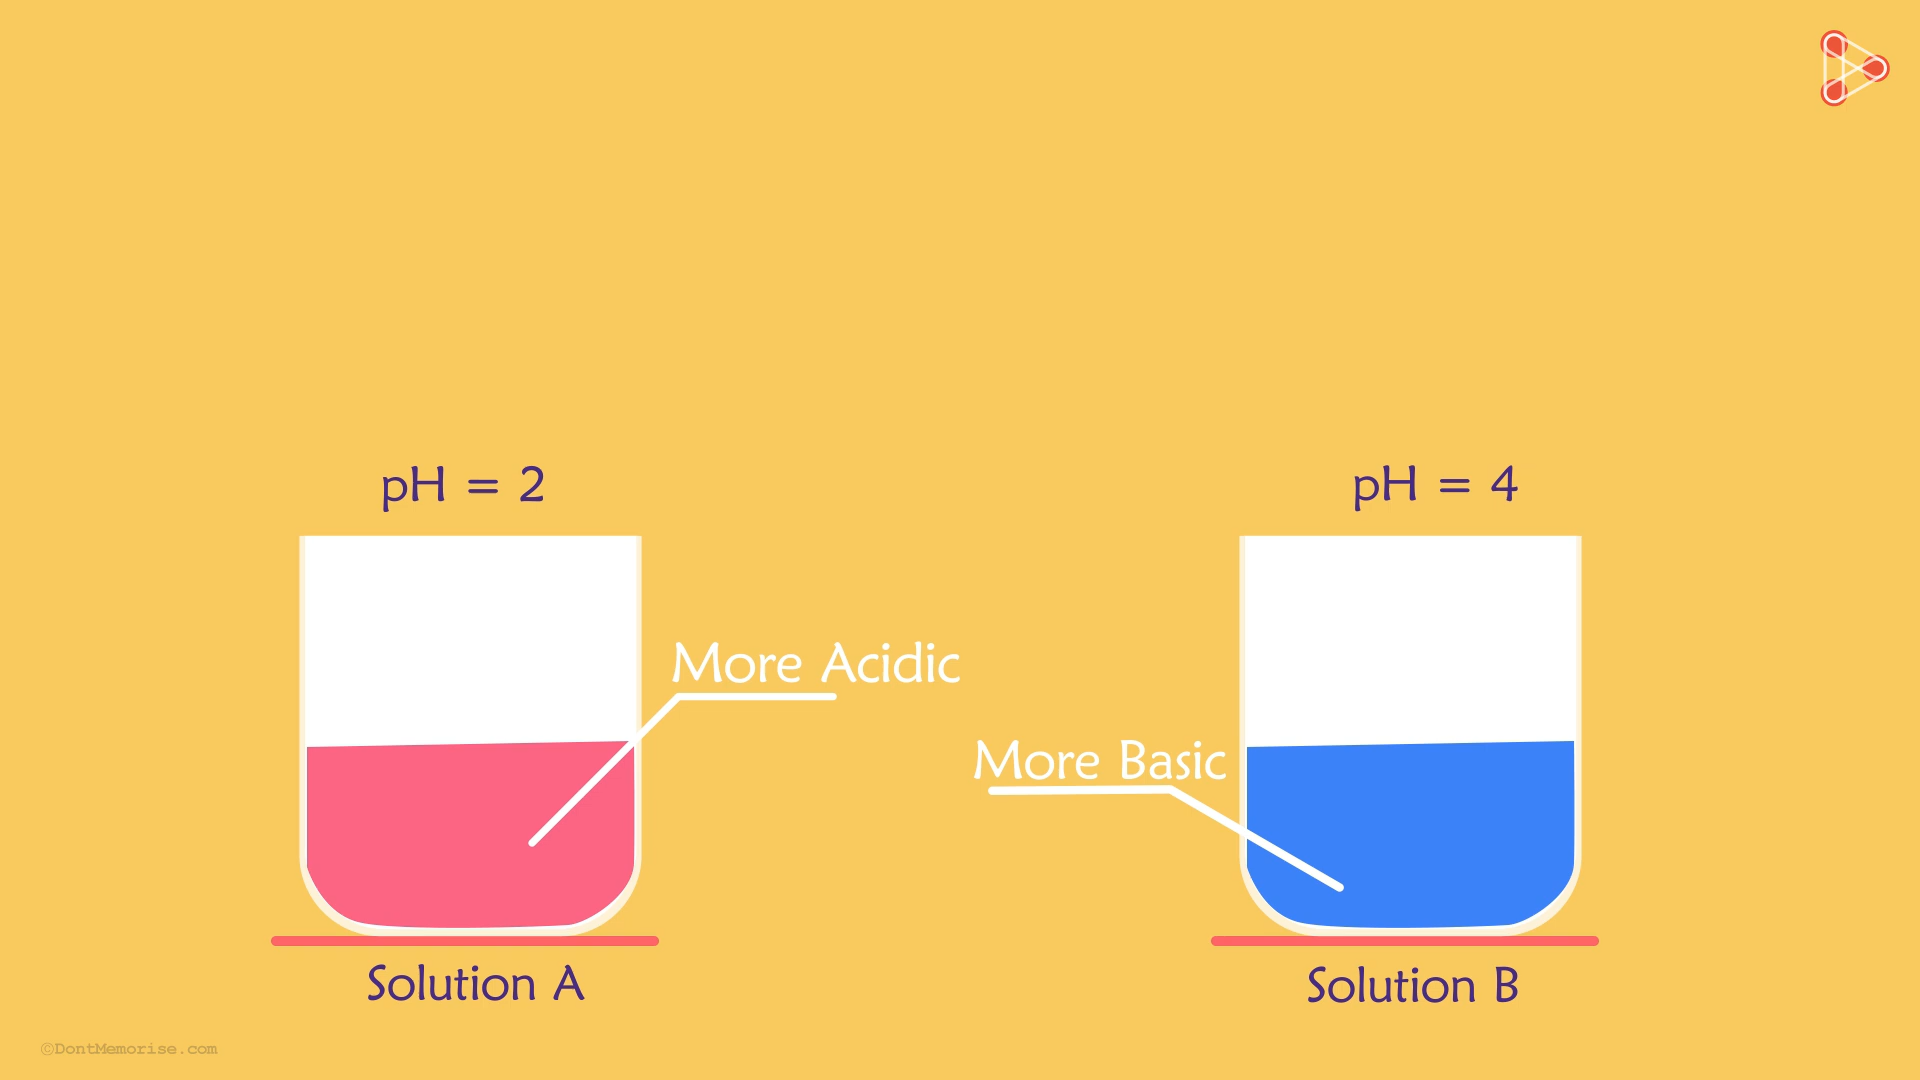 pH = 2
pH = 4
More Acidic
More Basic
Solution A
Solution B
©DontMemorise.com